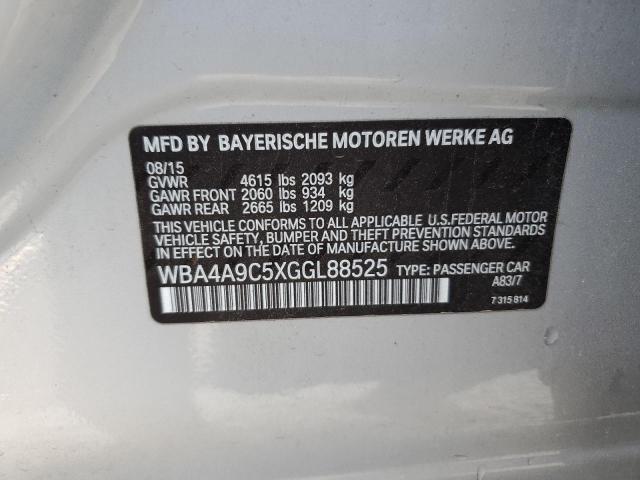 MFD BY BAYERISCHE MOTOREN WERKE AG
08/15
GVWR 4615 lbs 2093 kg
GAWR FRONT 2060 lbs 934 kg
GAWR REAR 2665 lbs 1209 kg
THIS VEHICLE CONFORMS TO ALL APPLICABLE U.S.FEDERAL MOTOR
VEHICLE SAFETY, BUMPER AND THEFT PREVENTION STANDARDS
IN EFFECT ON THE DATE OF MANUFACTURE SHOWN ABOVE.
WBA4A9C5XGGL88525 TYPE: PASSENGER CAR
A83/7
7 315 814